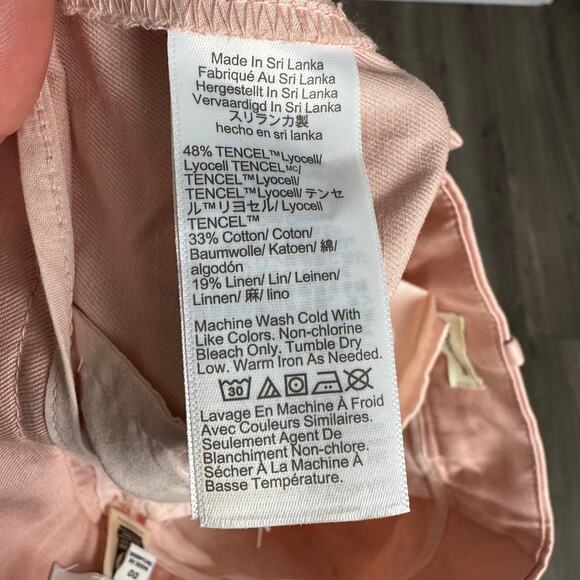 Made In Sri Lanka
Fabriqué Au Sri Lanka
Hergestellt In Sri Lanka
Vervaardigd In Sri Lanka
スリランカ製
hecho en sri lanka
48% TENCEL™Lyocell/
Lyocell TENCELᴹᶜ/
TENCEL™Lyocell/
TENCEL™Lyocell/テンセ
ル™リヨセル/Lyocell
TENCEL™
33% Cotton/ Coton/
Baumwolle/ Katoen/ 綿/
algodón
19% Linen/ Lin/ Leinen/
Linnen/ 麻/ lino
Machine Wash Cold With
Like Colors. Non-chlorine
Bleach Only. Tumble Dry
Low. Warm Iron As Needed.
30
Lavage En Machine À Froid
Avec Couleurs Similaires.
Seulement Agent De
Blanchiment Non-chlore.
Sécher À La Machine À
Basse Température.
00